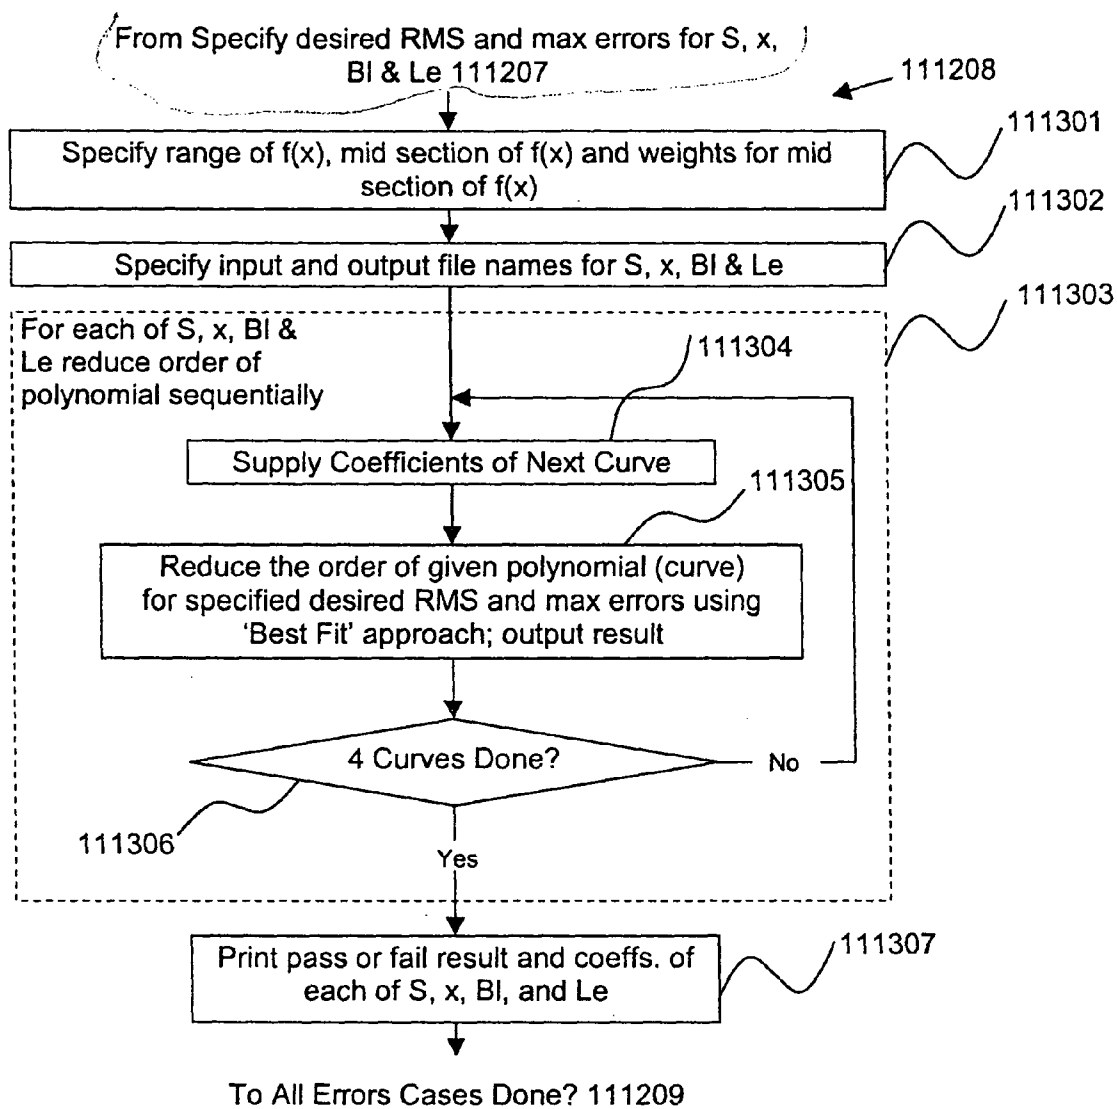 From Specify desired RMS and max errors for S, x,
Bl & Le 111207
111208
111301
Specify range of f(x), mid section of f(x) and weights for mid
section of f(x)
111302
Specify input and output file names for S, x, Bl & Le
111303
For each of S, x, Bl &
Le reduce order of
polynomial sequentially
111304
Supply Coefficients of Next Curve
111305
Reduce the order of given polynomial (curve)
for specified desired RMS and max errors using
‘Best Fit’ approach; output result
4 Curves Done?
No
111306
Yes
111307
Print pass or fail result and coeffs. of
each of S, x, Bl, and Le
To All Errors Cases Done? 111209